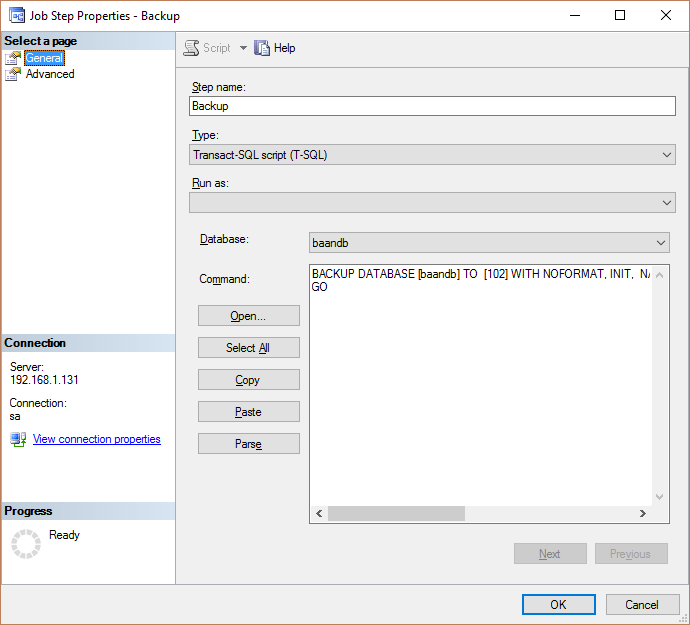 Job Step Properties - Backup
Select a page
General
Advanced
Script
Help
Step name:
Backup
Type:
Transact-SQL script (T-SQL)
Run as:
Database:
baandb
Command:
BACKUP DATABASE [baandb] TO  [102] WITH NOFORMAT, INIT,  NA
GO
Open...
Select All
Copy
Paste
Parse
Connection
Server:
192.168.1.131
Connection:
sa
View connection properties
Progress
Ready
Next
Previous
OK
Cancel